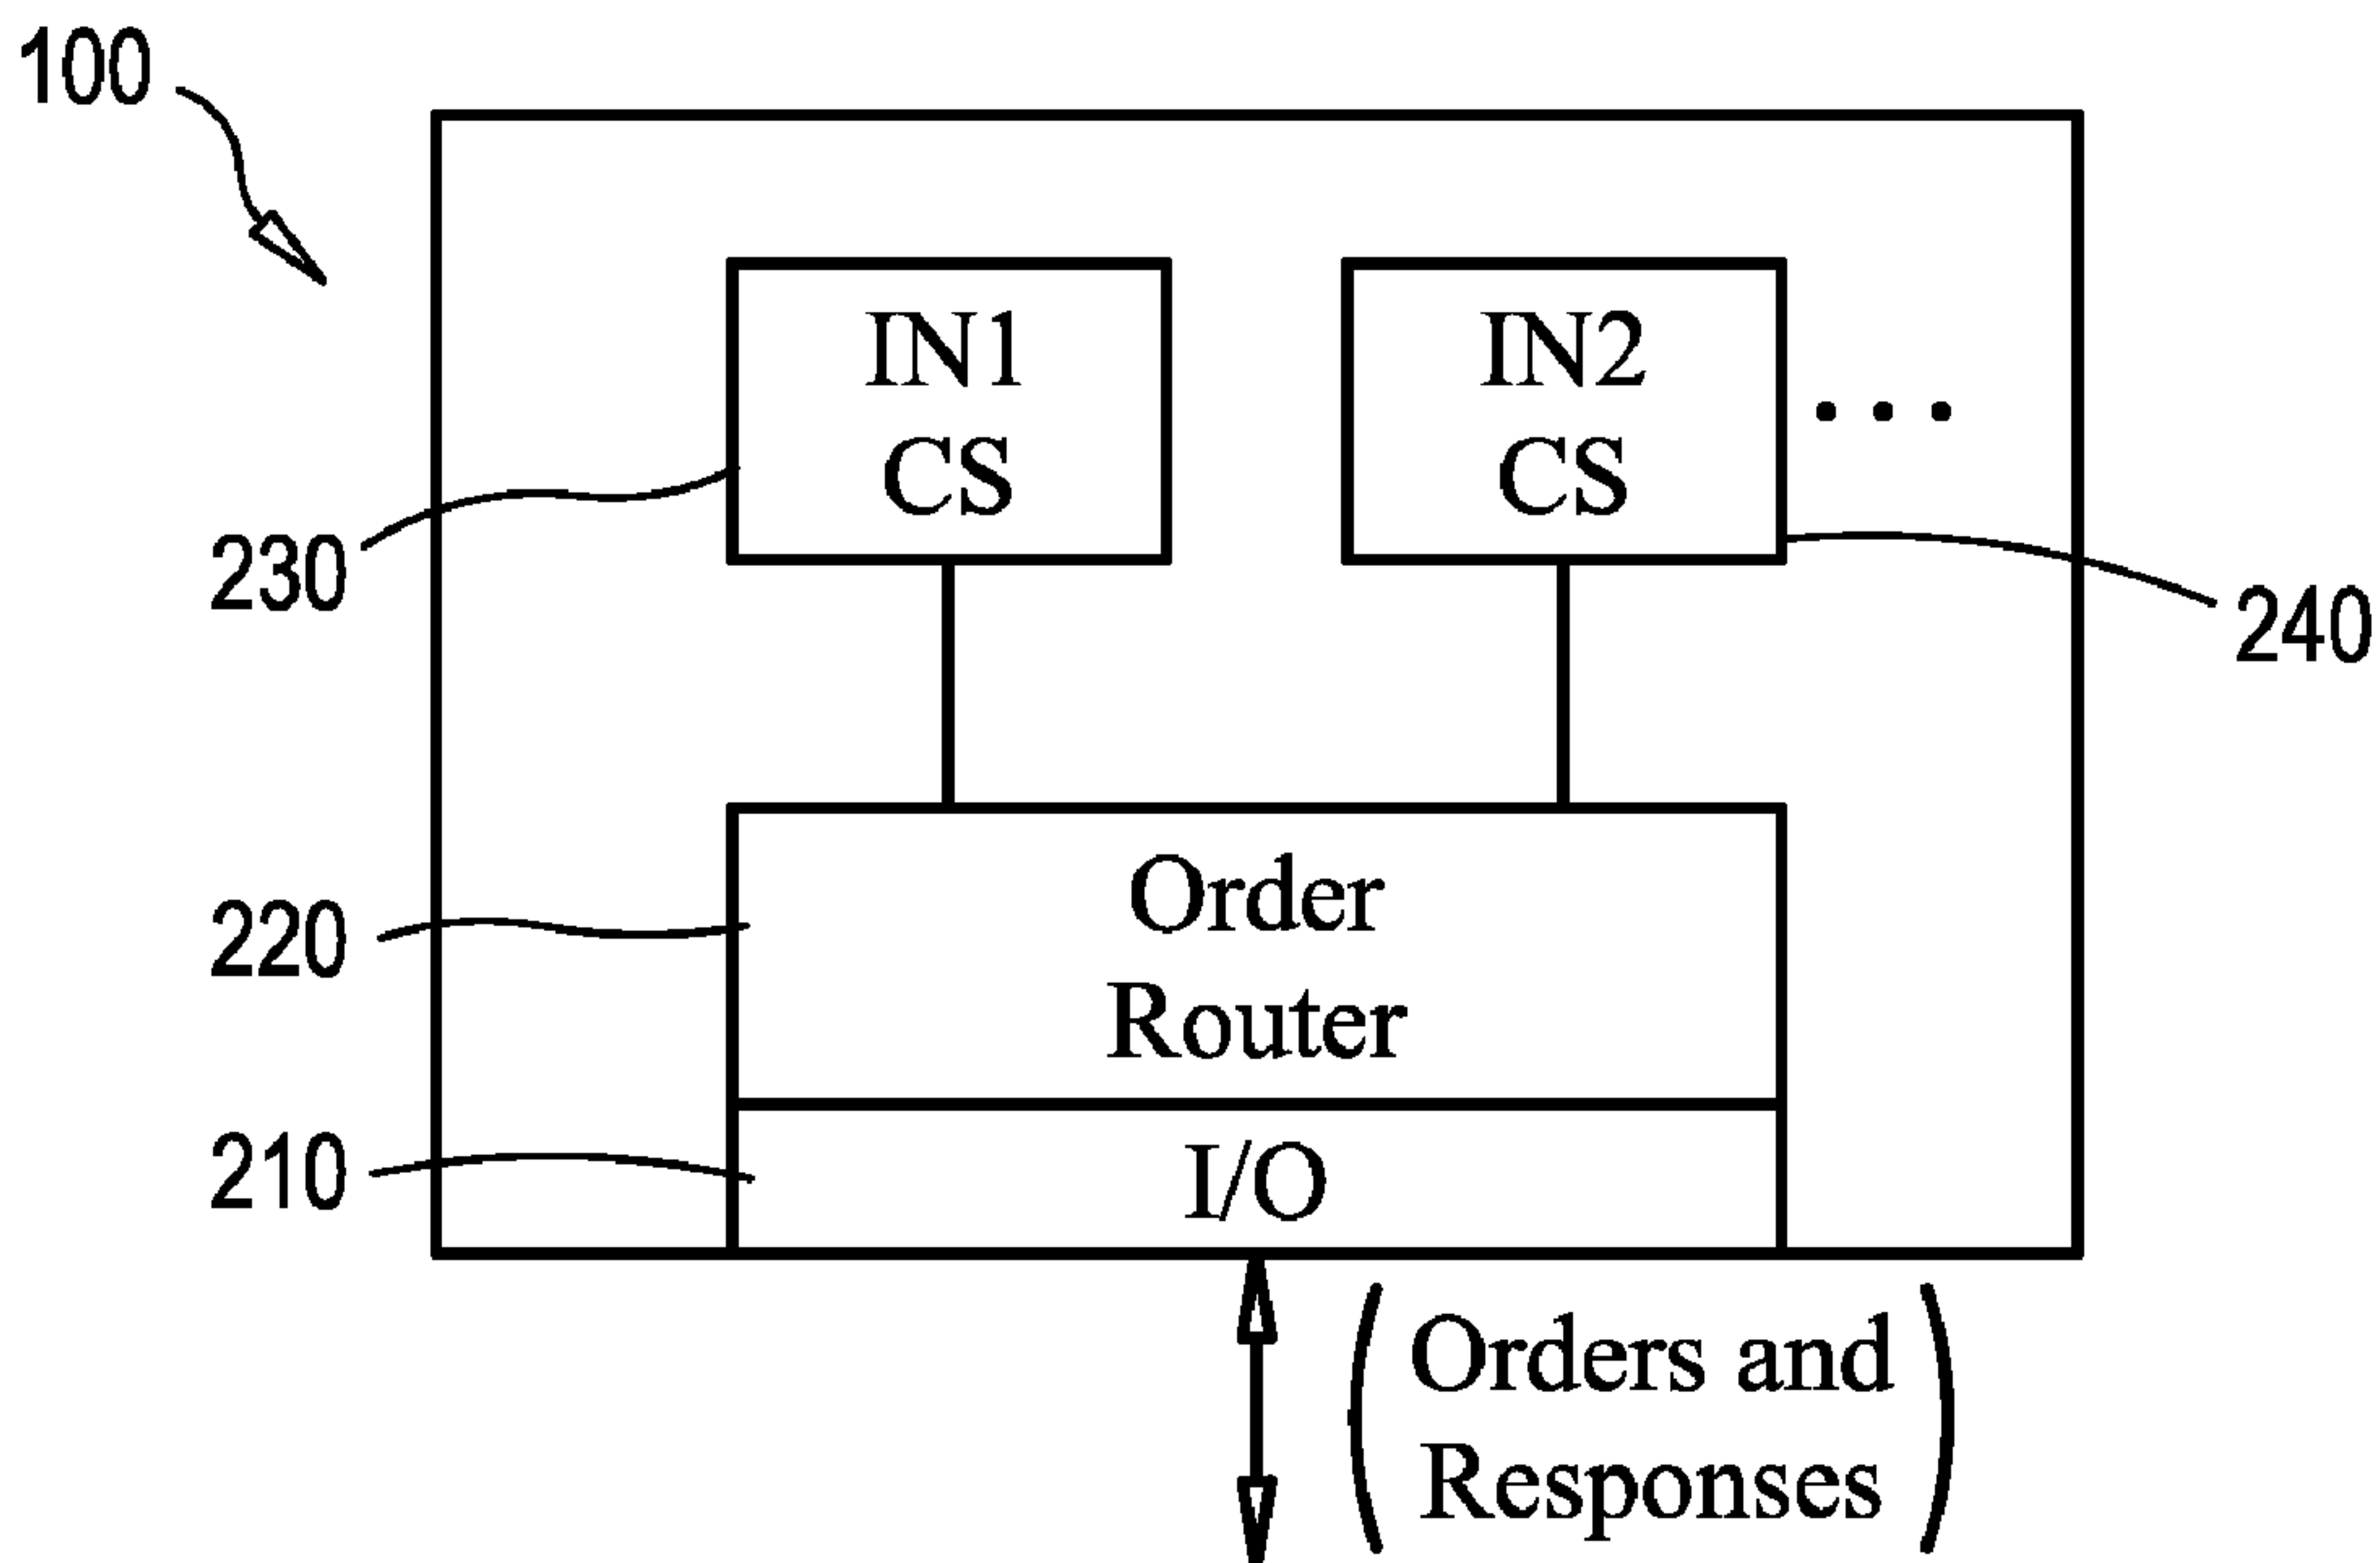 100
IN1
CS
IN2
CS
230
240
Order
Router
220
210
I/O
(Orders and
Responses)